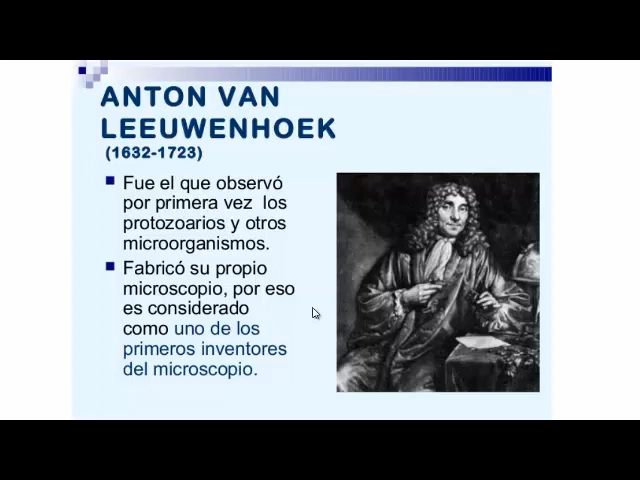 ANTON VAN
LEEUWENHOEK
(1632-1723)
Fue el que observó
por primera vez los
protozoarios y otros
microorganismos.
Fabricó su propio
microscopio, por eso
es considerado
como uno de los
primeros inventores
del microscopio.